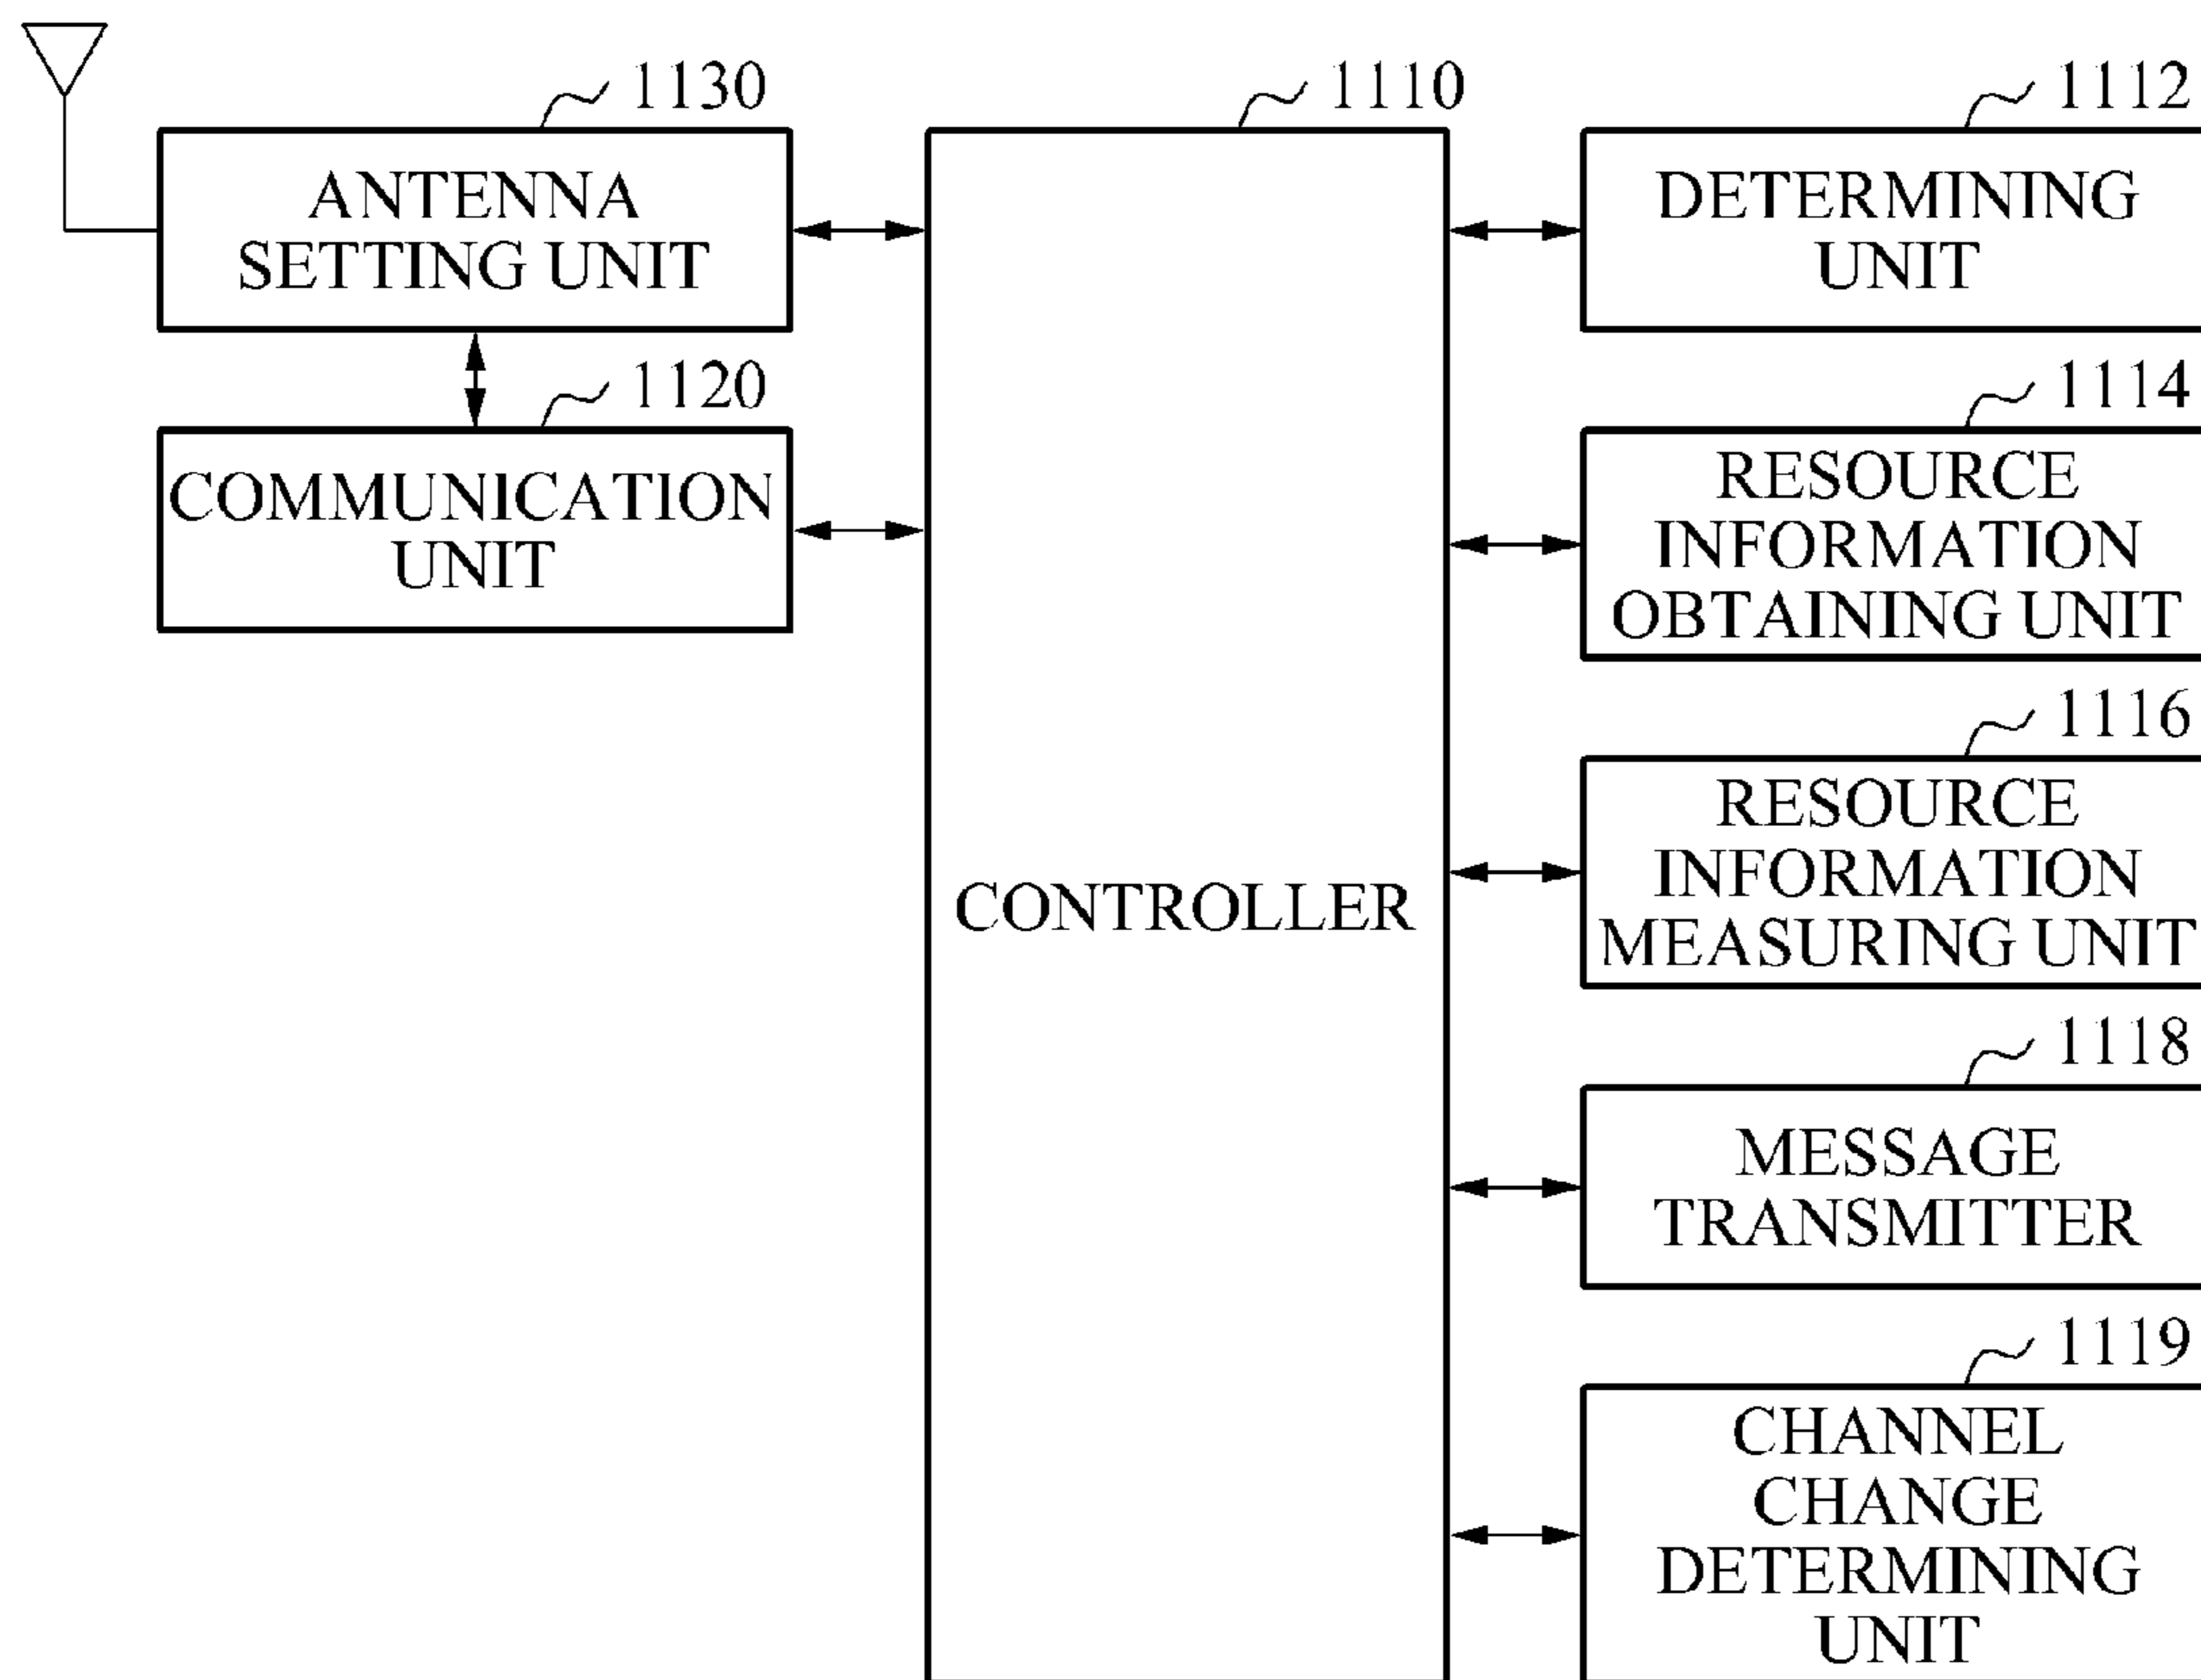 1130
ANTENNA
SETTING UNIT
1120
COMMUNICATION
UNIT
1110
CONTROLLER
1112
DETERMINING
UNIT
1114
RESOURCE
INFORMATION
OBTAINING UNIT
1116
RESOURCE
INFORMATION
MEASURING UNIT
1118
MESSAGE
TRANSMITTER
1119
CHANNEL
CHANGE
DETERMINING
UNIT